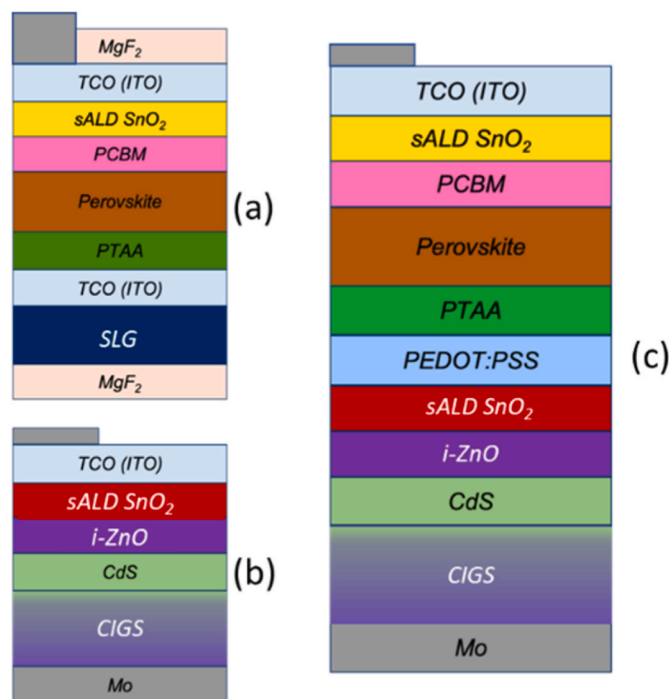 MgF₂
TCO (ITO)
sALD SnO₂
PCBM
Perovskite
(a)
PTAA
TCO (ITO)
SLG
MgF₂
TCO (ITO)
sALD SnO₂
i-ZnO
CdS
(b)
CIGS
Mo
TCO (ITO)
sALD SnO₂
PCBM
Perovskite
PTAA
PEDOT:PSS
(c)
sALD SnO₂
i-ZnO
CdS
CIGS
Mo